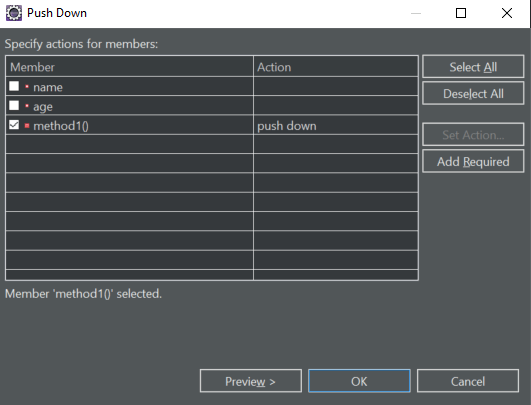 Push Down
Specify actions for members:
Member Action
name
age
method1() push down
Select All
Deselect All
Set Action...
Add Required
Member 'method1()' selected.
Preview > OK Cancel